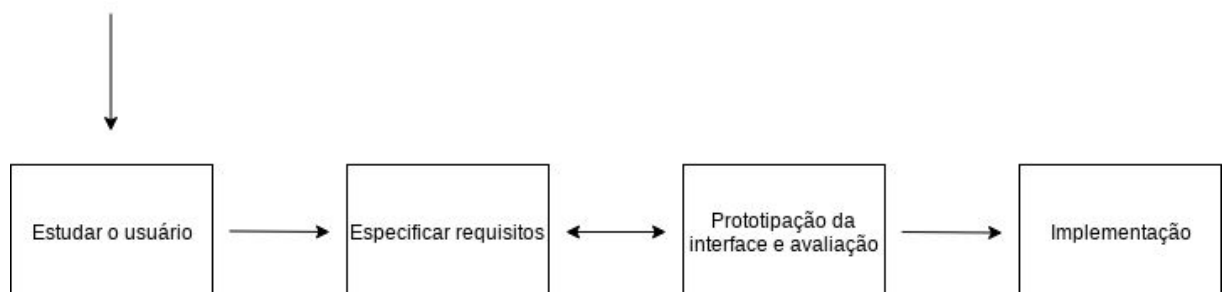 Estudar o usuário
Especificar requisitos
Prototipação da
interface e avaliação
Implementação